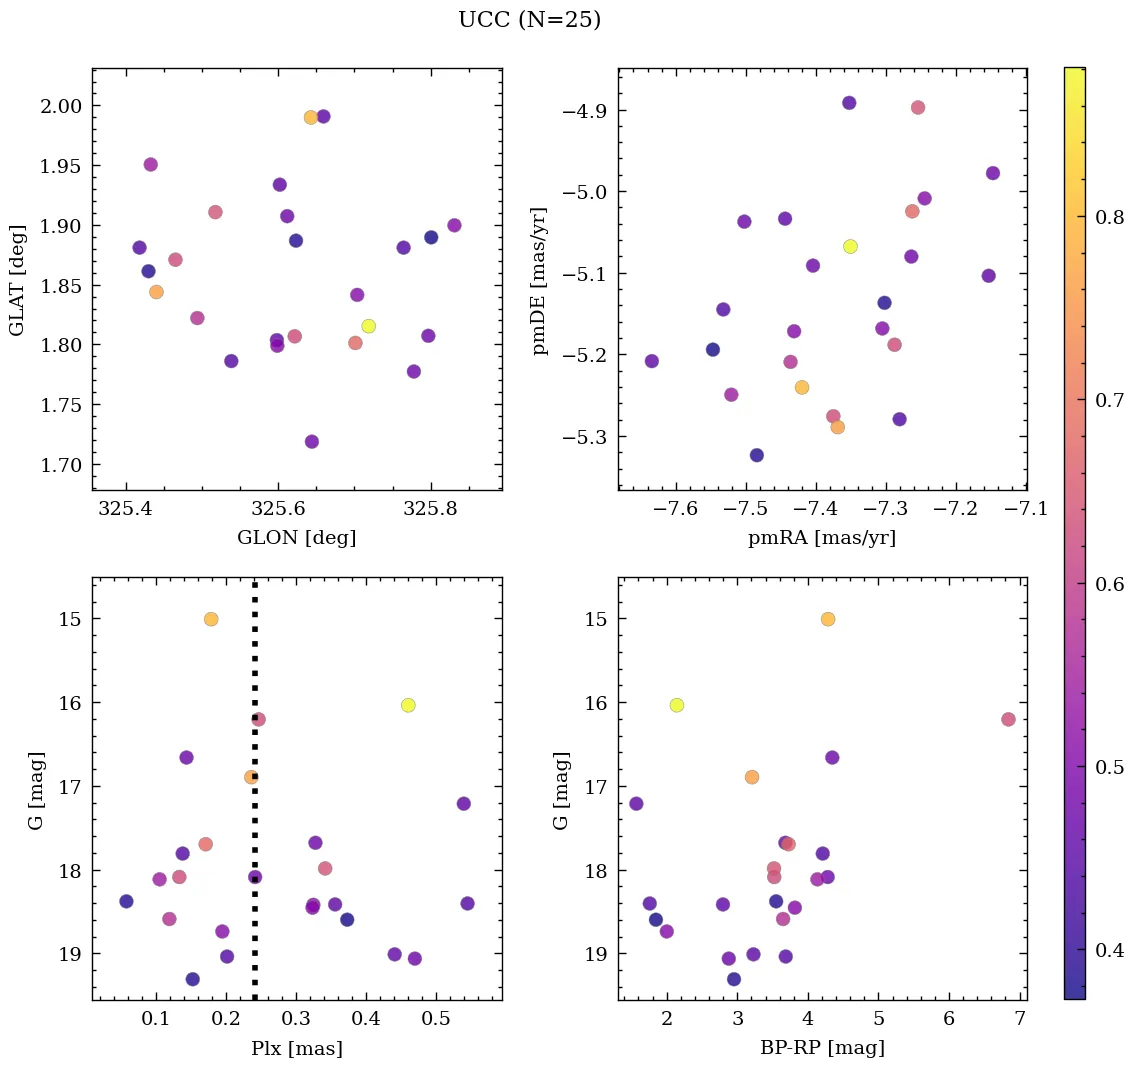 UCC (N=25)
2.00
1.95
1.90
1.85
1.80
1.75
1.70
GLAT [deg]
325.4 325.6 325.8
GLON [deg]
−4.9
−5.0
−5.1
−5.2
−5.3
pmDE [mas/yr]
−7.6 −7.5 −7.4 −7.3 −7.2 −7.1
pmRA [mas/yr]
15
16
17
18
19
G [mag]
0.1 0.2 0.3 0.4 0.5
Plx [mas]
15
16
17
18
19
G [mag]
2 3 4 5 6 7
BP-RP [mag]
0.8
0.7
0.6
0.5
0.4